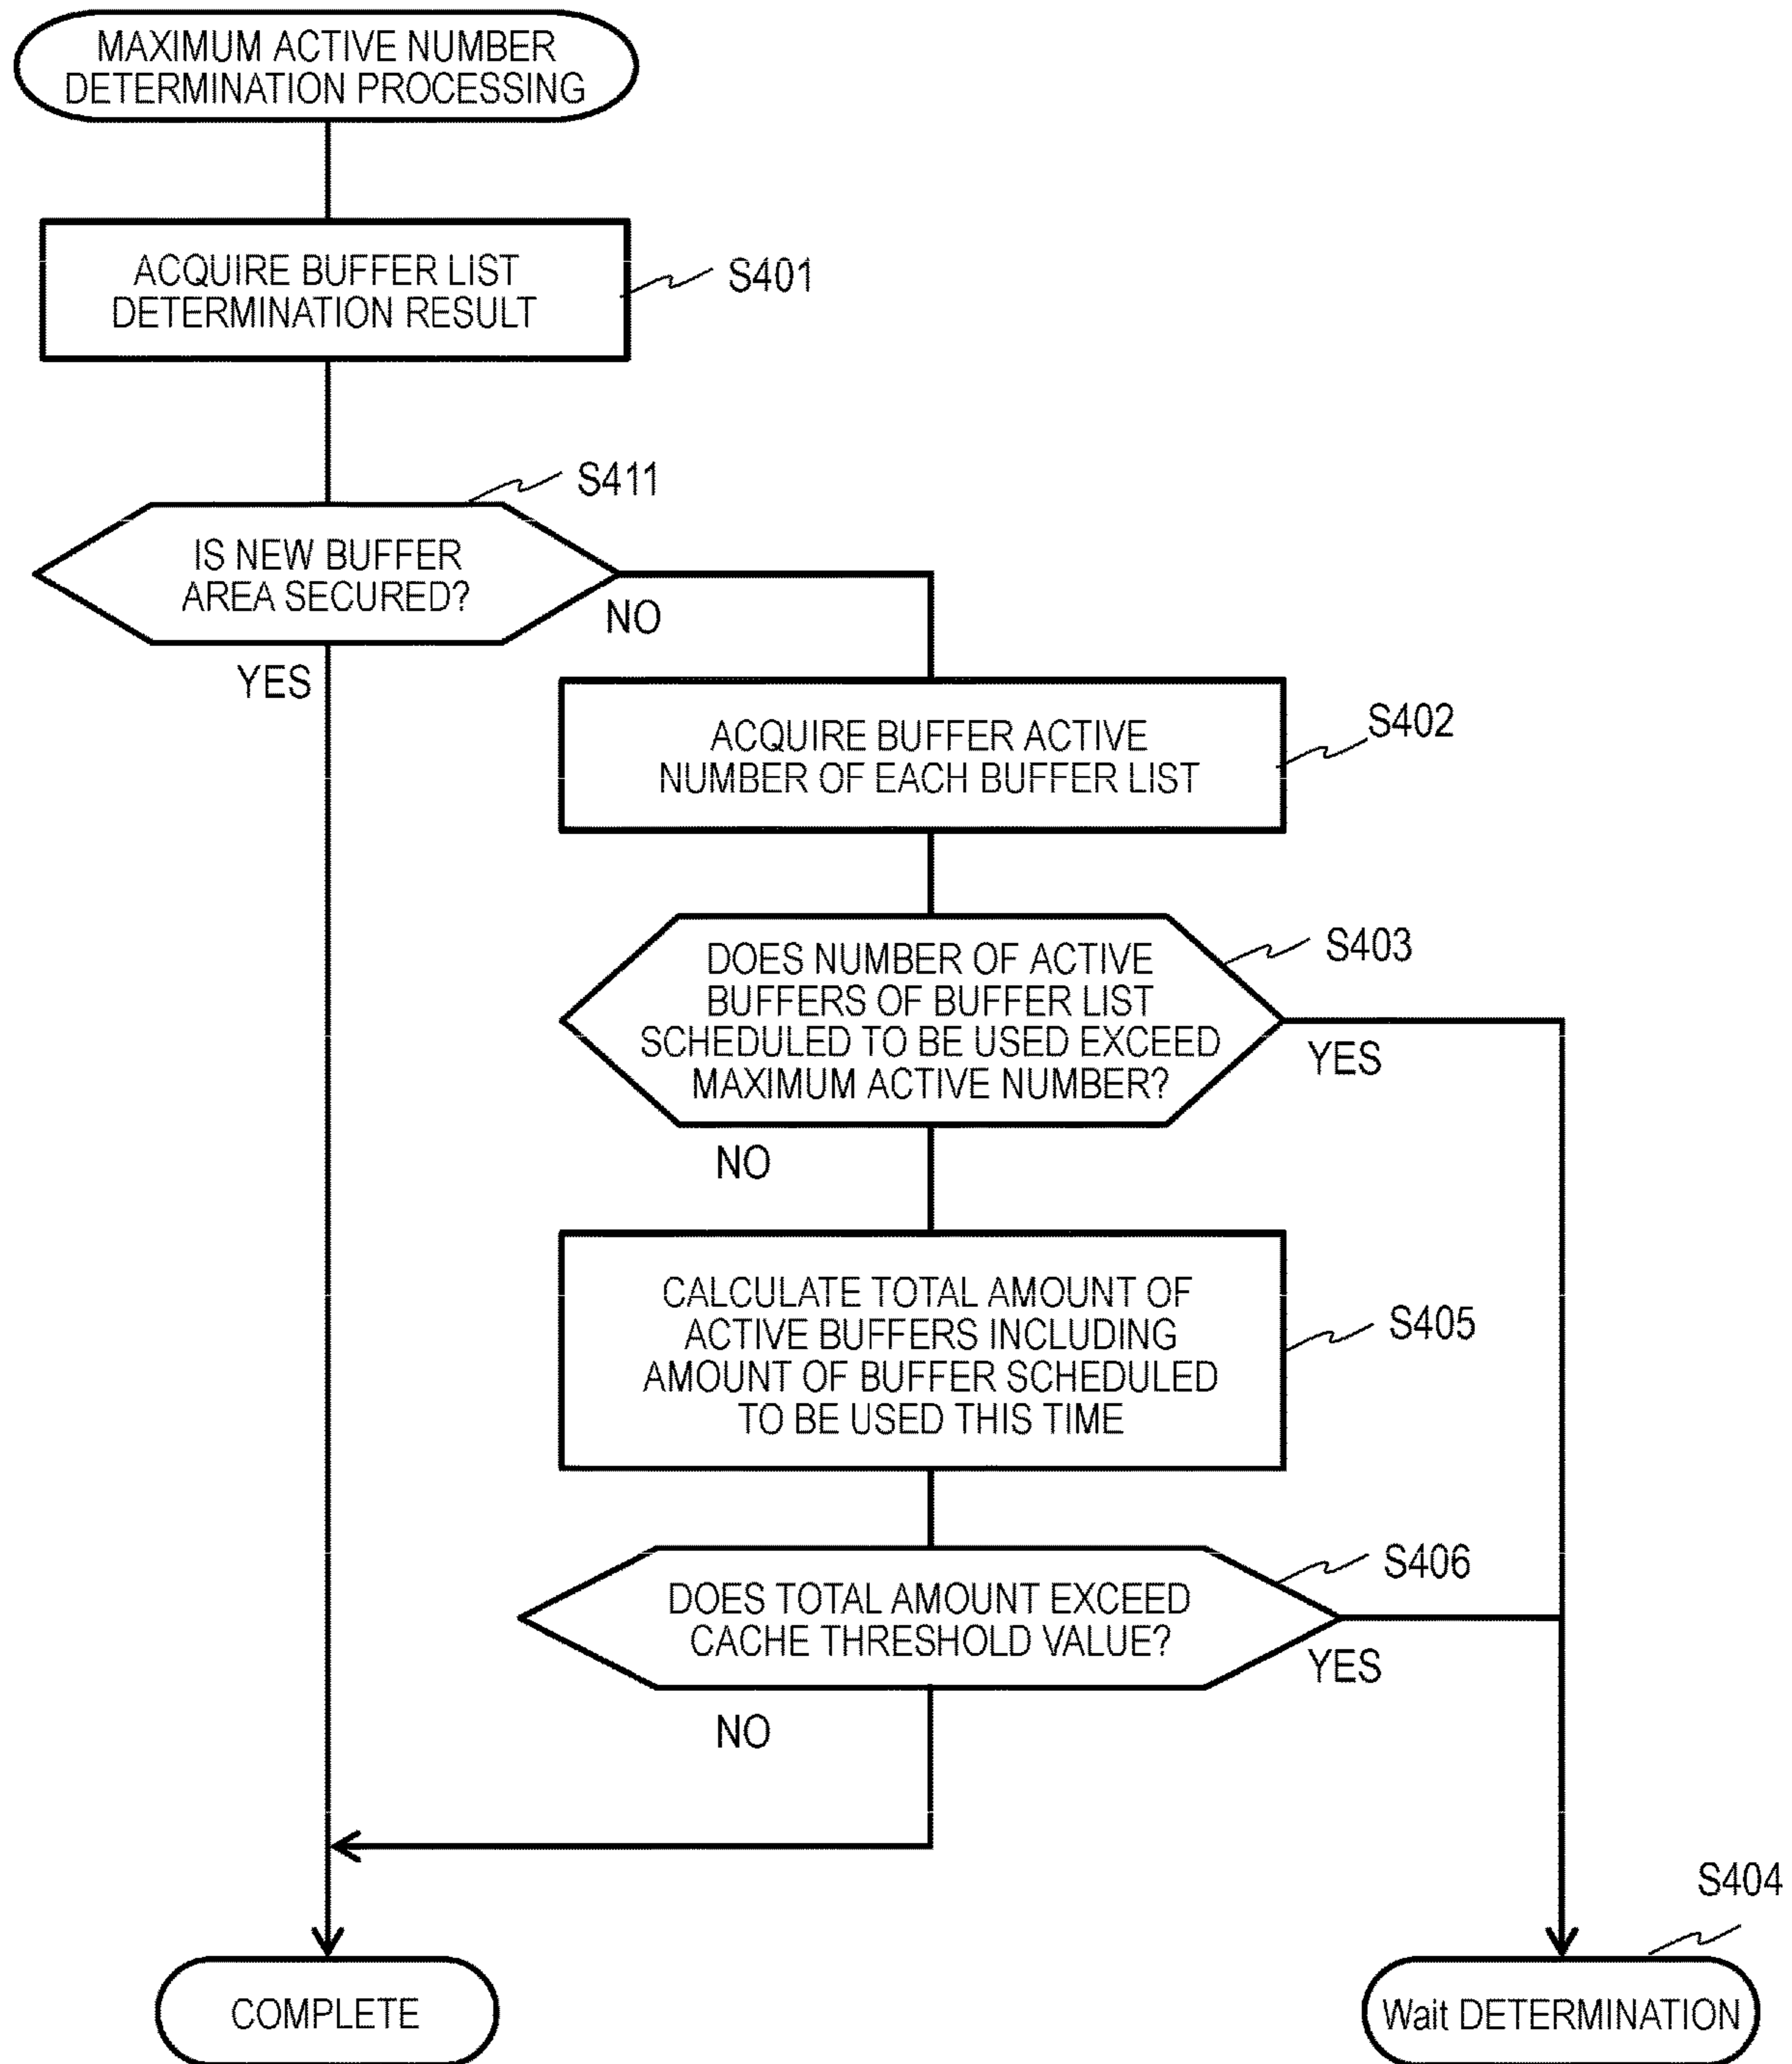 MAXIMUM ACTIVE NUMBER
DETERMINATION PROCESSING
ACQUIRE BUFFER LIST
DETERMINATION RESULT
S401
S411
IS NEW BUFFER
AREA SECURED?
NO
YES
ACQUIRE BUFFER ACTIVE
NUMBER OF EACH BUFFER LIST
S402
DOES NUMBER OF ACTIVE
BUFFERS OF BUFFER LIST
SCHEDULED TO BE USED EXCEED
MAXIMUM ACTIVE NUMBER?
S403
YES
NO
CALCULATE TOTAL AMOUNT OF
ACTIVE BUFFERS INCLUDING
AMOUNT OF BUFFER SCHEDULED
TO BE USED THIS TIME
S405
DOES TOTAL AMOUNT EXCEED
CACHE THRESHOLD VALUE?
S406
YES
NO
S404
COMPLETE
Wait DETERMINATION